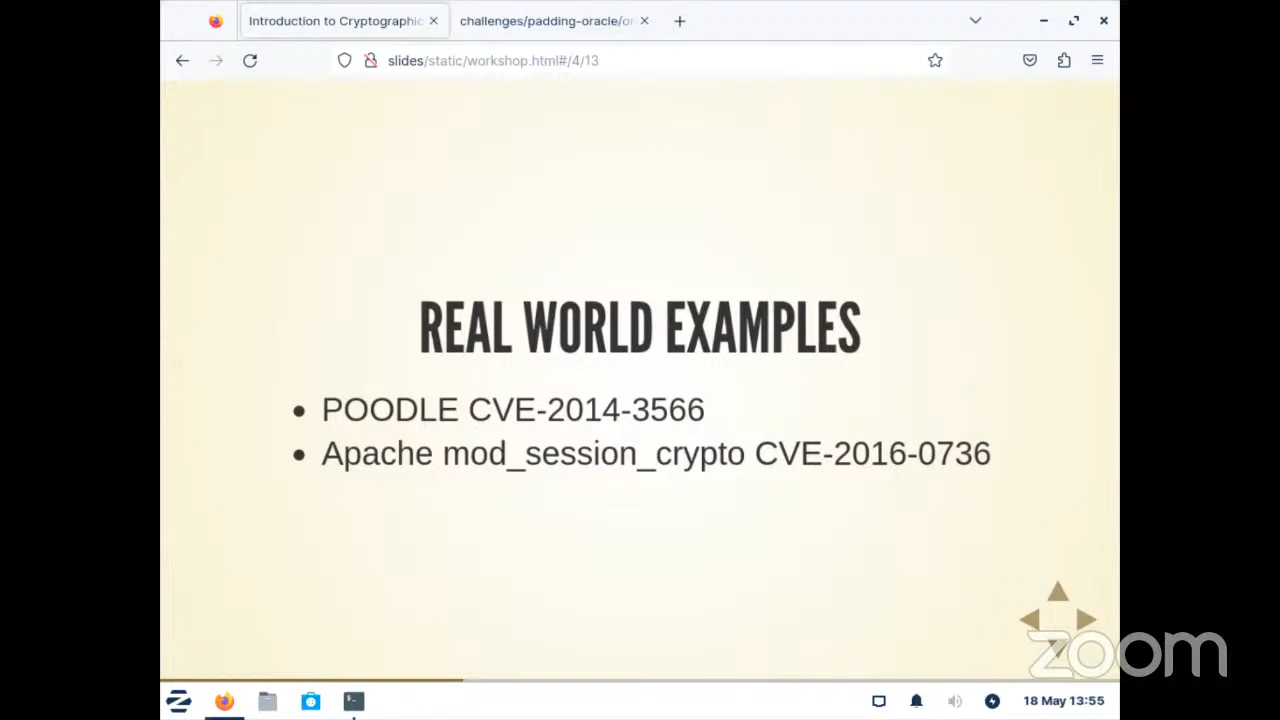 Introduction to Cryptographic
challenges/padding-oracle/or
slides/static/workshop.html#/4/13
REAL WORLD EXAMPLES
• POODLE CVE-2014-3566
• Apache mod_session_crypto CVE-2016-0736
zoom
18 May 13:55